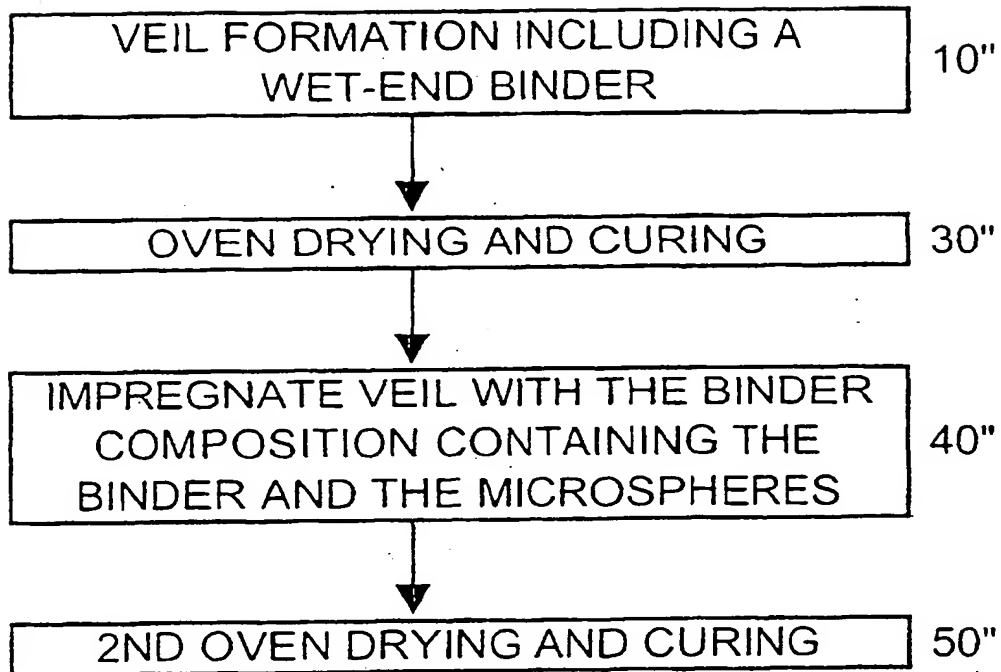 VEIL FORMATION INCLUDING A
WET-END BINDER
10"
OVEN DRYING AND CURING
30"
IMPREGNATE VEIL WITH THE BINDER
COMPOSITION CONTAINING THE
BINDER AND THE MICROSPHERES
40"
2ND OVEN DRYING AND CURING
50"